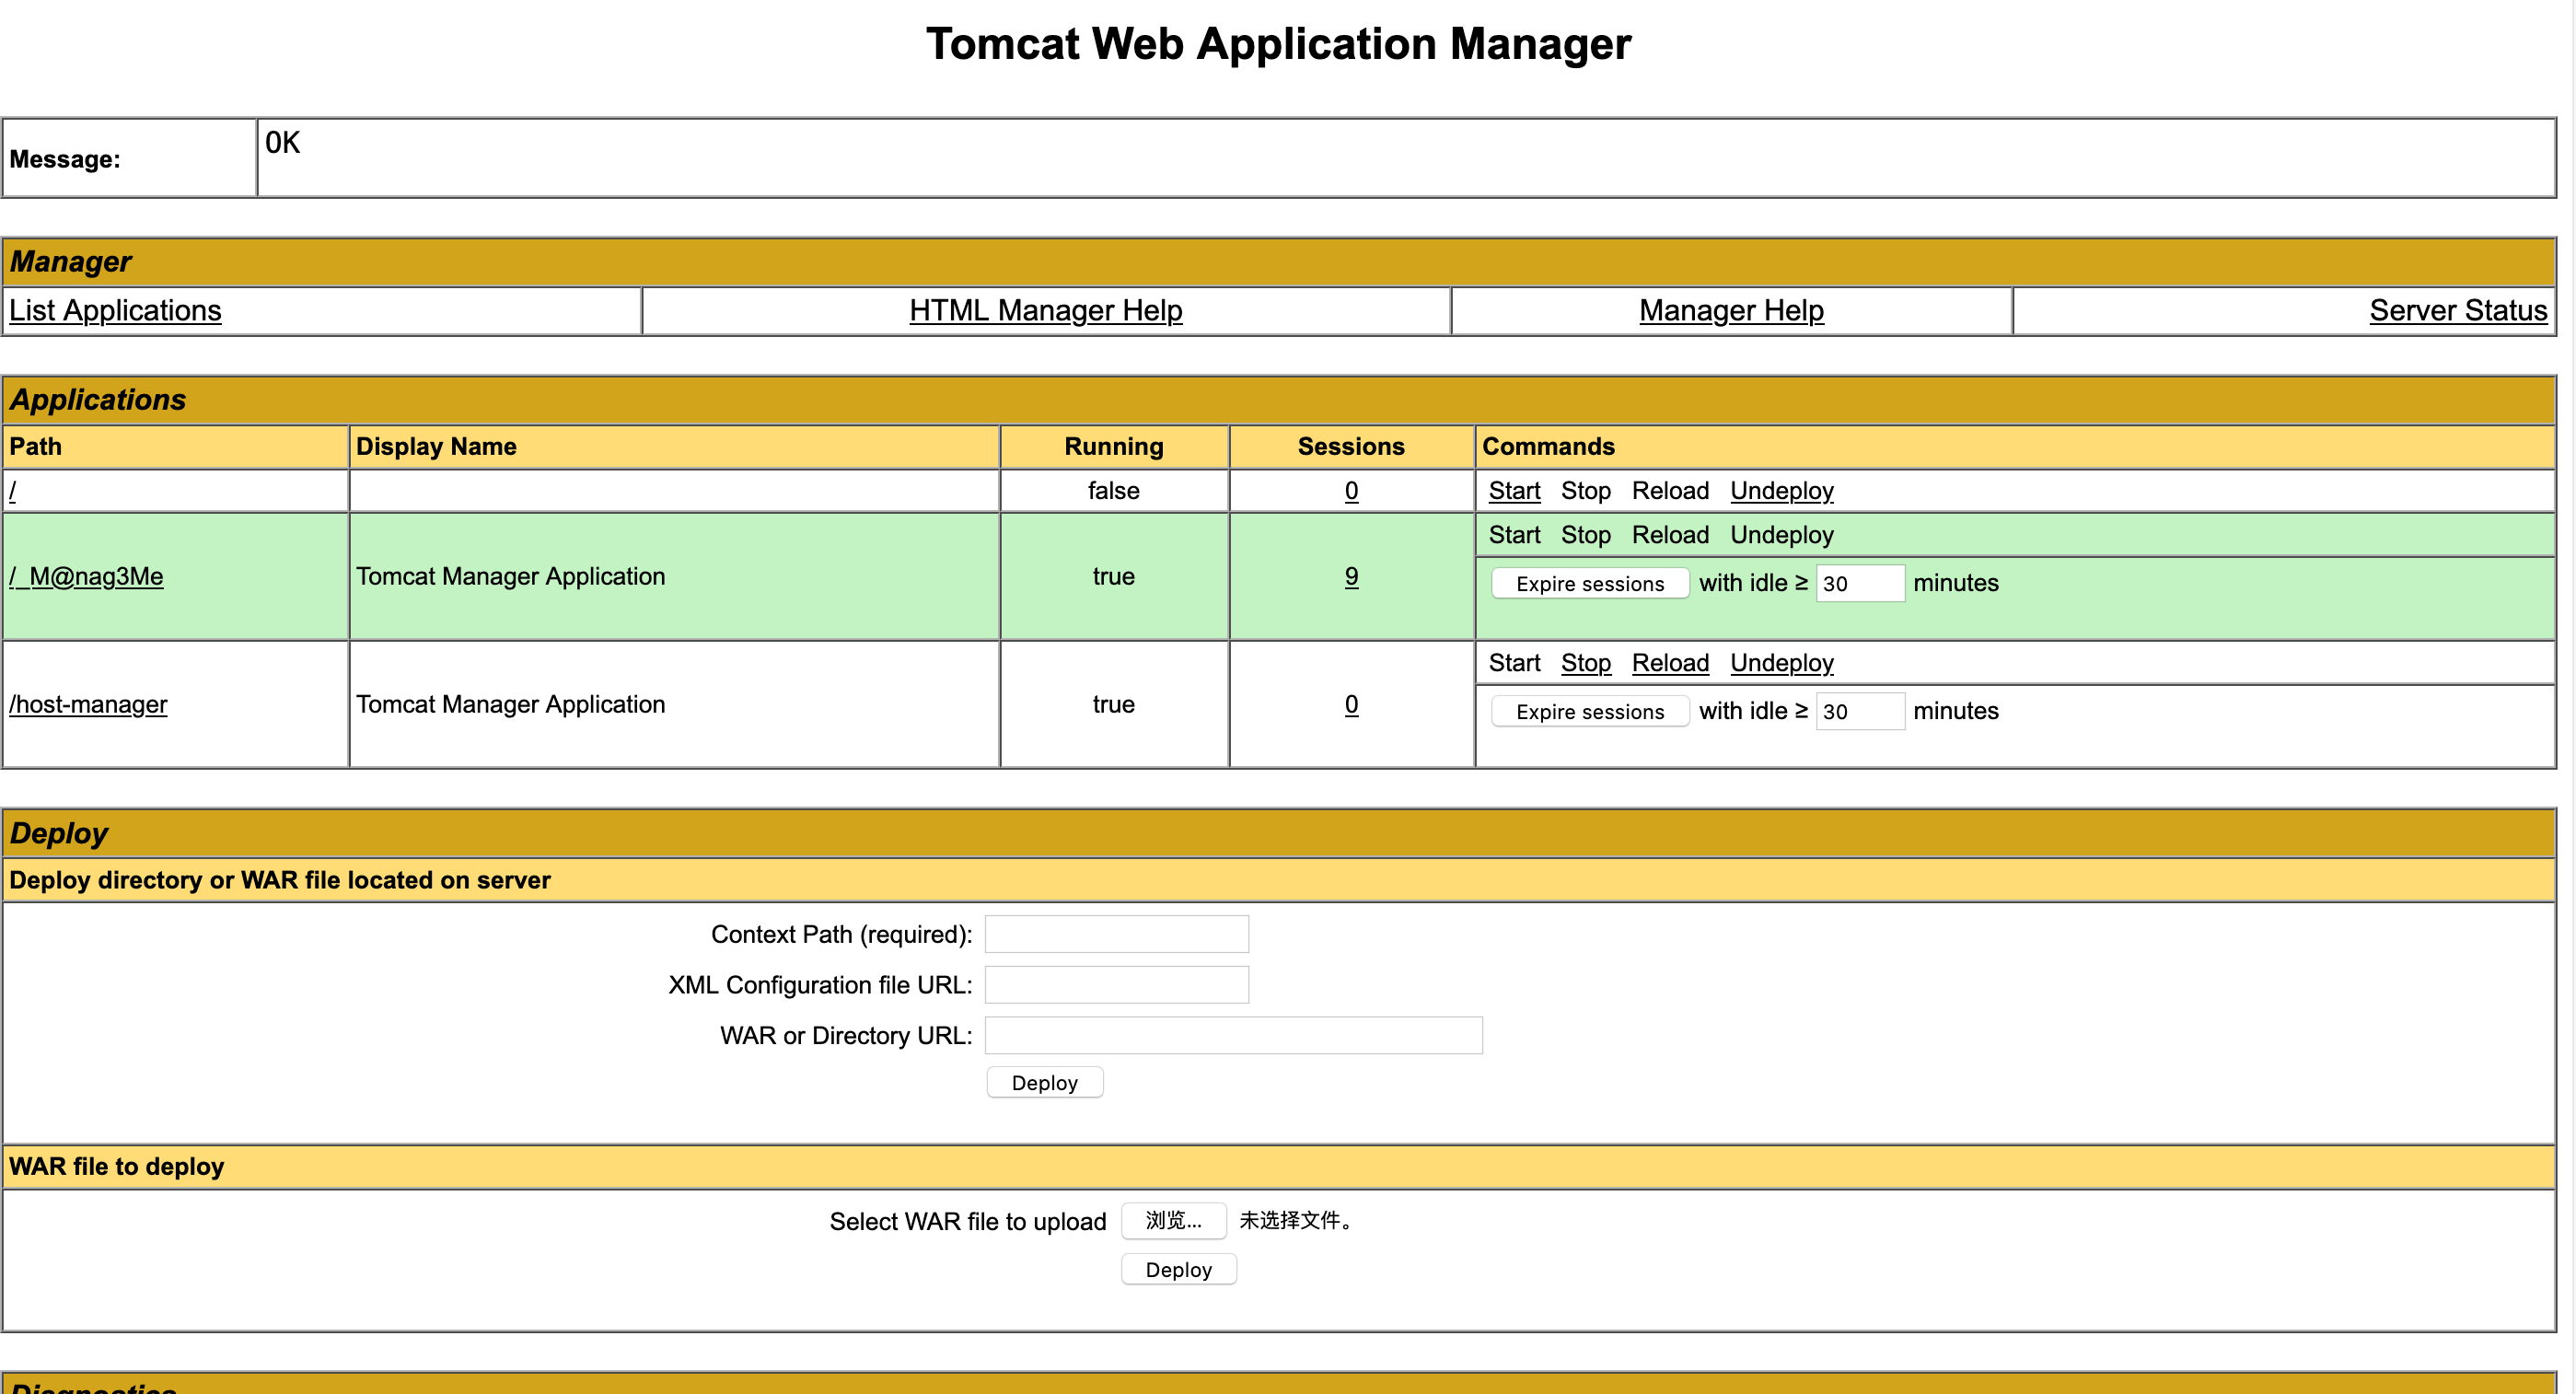 Tomcat Web Application Manager
Message: OK
Manager
List Applications HTML Manager Help Manager Help Server Status
Applications
Path Display Name Running Sessions Commands
/ false 0 Start Stop Reload Undeploy
Start Stop Reload Undeploy
/_M@nag3Me Tomcat Manager Application true 9
Expire sessions with idle ≥ 30 minutes
Start Stop Reload Undeploy
/host-manager Tomcat Manager Application true 0
Expire sessions with idle ≥ 30 minutes
Deploy
Deploy directory or WAR file located on server
Context Path (required):
XML Configuration file URL:
WAR or Directory URL:
Deploy
WAR file to deploy
Select WAR file to upload 浏览... 未选择文件。
Deploy
Diagnostics